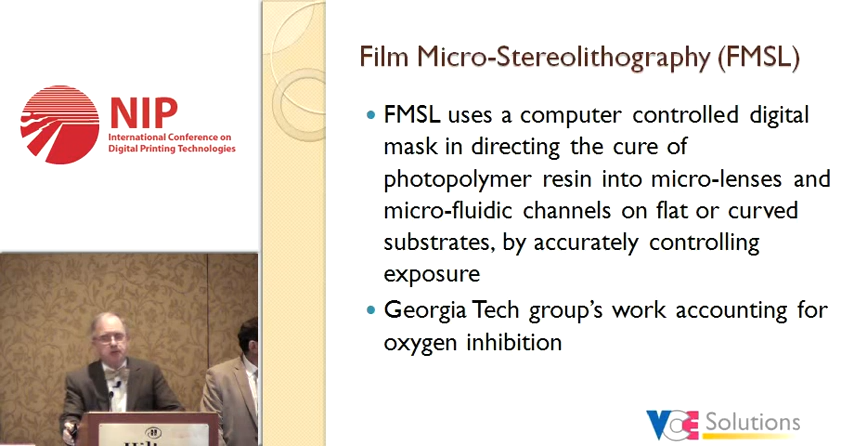 NIP
International Conference on
Digital Printing Technologies
Film Micro-Stereolithography (FMSL)
FMSL uses a computer controlled digital
mask in directing the cure of
photopolymer resin into micro-lenses and
micro-fluidic channels on flat or curved
substrates, by accurately controlling
exposure
Georgia Tech group's work accounting for
oxygen inhibition
VCE Solutions